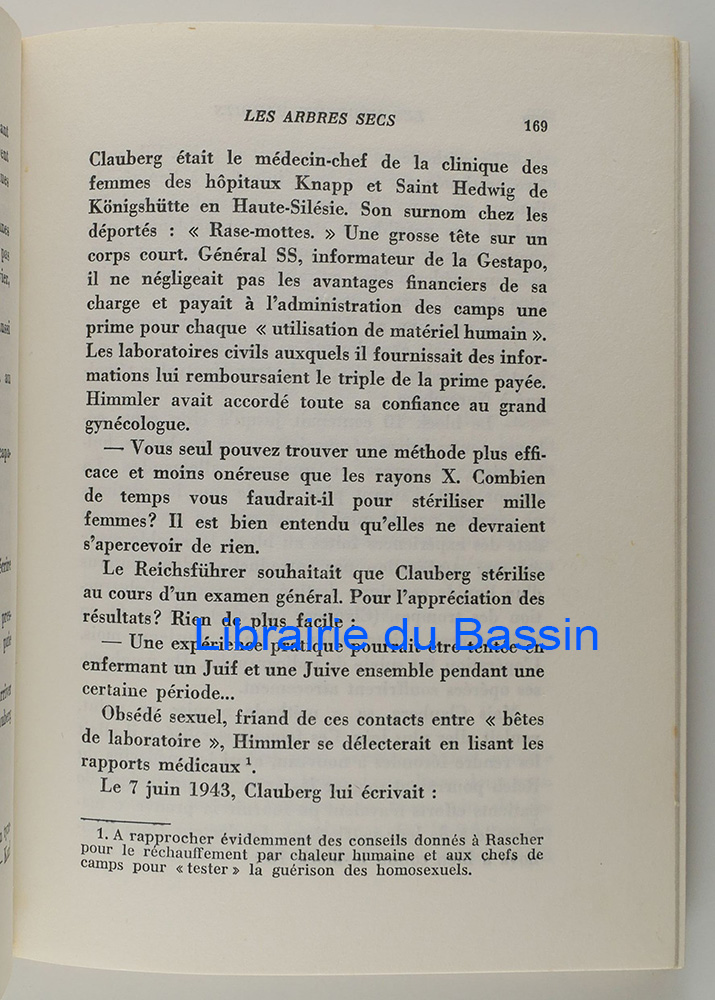 LES ARBRES SECS
169
Clauberg était le médecin-chef de la clinique des
femmes des hôpitaux Knapp et Saint Hedwig de
Königshütte en Haute-Silésie. Son surnom chez les
déportés : « Rase-mottes. » Une grosse tête sur un
corps court. Général SS, informateur de la Gestapo,
il ne négligeait pas les avantages financiers de sa
charge et payait à l'administration des camps une
prime pour chaque « utilisation de matériel humain ».
Les laboratoires civils auxquels il fournissait des infor-
mations lui remboursaient le triple de la prime payée.
Himmler avait accordé toute sa confiance au grand
gynécologue.
— Vous seul pouvez trouver une méthode plus effi-
cace et moins onéreuse que les rayons X. Combien
de temps vous faudrait-il pour stériliser mille
femmes? Il est bien entendu qu'elles ne devraient
s'apercevoir de rien.
Le Reichsführer souhaitait que Clauberg stérilise
au cours d'un examen général. Pour l'appréciation des
résultats? Rien de plus facile :
Librairie du Bassin
— Une expérience pratique pourrait être tentée en
enfermant un Juif et une Juive ensemble pendant une
certaine période...
Obsédé sexuel, friand de ces contacts entre « bêtes
de laboratoire », Himmler se délecterait en lisant les
rapports médicaux 1.
Le 7 juin 1943, Clauberg lui écrivait :
1. A rapprocher évidemment des conseils donnés à Rascher
pour le réchauffement par chaleur humaine et aux chefs de
camps pour « tester » la guérison des homosexuels.